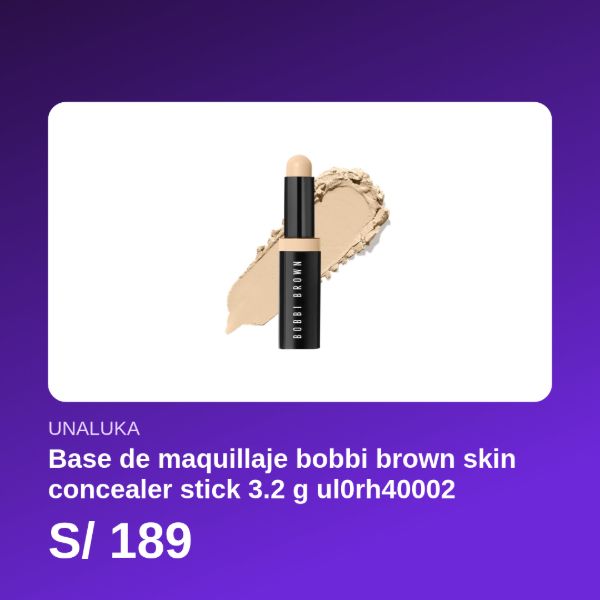 BOBBI BROWN
UNALUKA
Base de maquillaje bobbi brown skin
concealer stick 3.2 g ul0rh40002
S/ 189